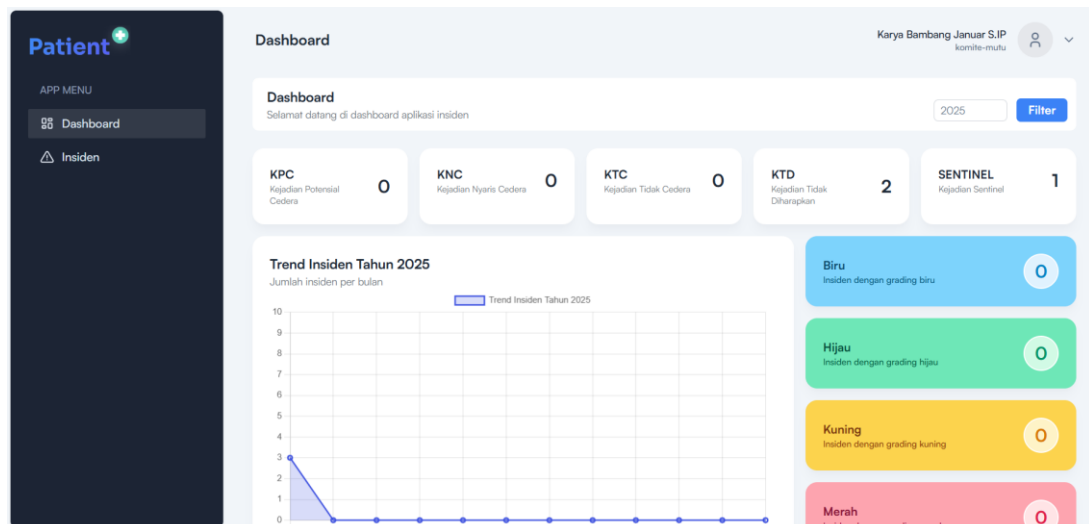 Patient
APP MENU
Dashboard
Insiden
Dashboard
Karya Bambang Januar S.IP
komite-mutu
Dashboard
Selamat datang di dashboard aplikasi insiden
2025
Filter
KPC
Kejadian Potensial
Cedera
0
KNC
Kejadian Nyaris Cedera
0
KTC
Kejadian Tidak Cedera
0
KTD
Kejadian Tidak
Diharapkan
2
SENTINEL
Kejadian Sentinel
1
Trend Insiden Tahun 2025
Jumlah insiden per bulan
Trend Insiden Tahun 2025
10
9
8
7
6
5
4
3
2
1
0
Biru
Insiden dengan grading biru
0
Hijau
Insiden dengan grading hijau
0
Kuning
Insiden dengan grading kuning
0
Merah
0